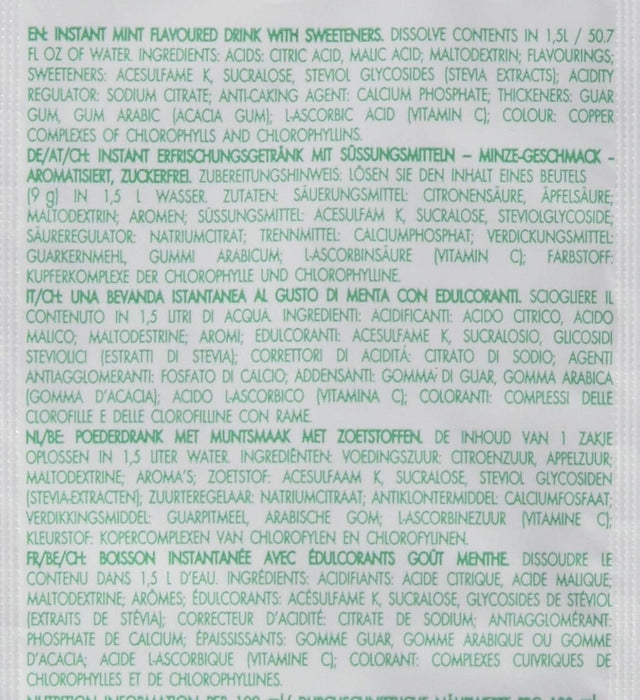 EN: INSTANT MINT FLAVOURED DRINK WITH SWEETENERS. DISSOLVE CONTENTS IN 1,5L / 50.7
FL OZ OF WATER. INGREDIENTS: ACIDS: CITRIC ACID, MALIC ACID; MALTODEXTRIN; FLAVOURINGS;
SWEETENERS: ACESULFAME K, SUCRALOSE, STEVIOL GLYCOSIDES (STEVIA EXTRACTS); ACIDITY
REGULATOR: SODIUM CITRATE; ANTI-CAKING AGENT: CALCIUM PHOSPHATE; THICKENERS: GUAR
GUM, GUM ARABIC (ACACIA GUM); L-ASCORBIC ACID (VITAMIN C); COLOUR: COPPER
COMPLEXES OF CHLOROPHYLLS AND CHLOROPHYLLINS.
DE/AT/CH: INSTANT ERFRISCHUNGSGETRÄNK MIT SÜSSUNGSMITTELN – MINZE-GESCHMACK -
AROMATISIERT, ZUCKERFREI. ZUBEREITUNGSHINWEIS: LÖSEN SIE DEN INHALT EINES BEUTELS
(9 g) IN 1,5 L WASSER. ZUTATEN: SÄUERUNGSMITTEL: CITRONENSÄURE, ÄPFELSÄURE;
MALTODEXTRIN; AROMEN; SÜSSUNGSMITTEL: ACESULFAM K, SUCRALOSE, STEVIOLGLYCOSIDE;
SÄUREREGULATOR: NATRIUMCITRAT; TRENNMITTEL: CALCIUMPHOSPHAT; VERDICKUNGSMITTEL:
GUARKERNMEHL, GUMMI ARABICUM; L-ASCORBINSÄURE (VITAMIN C); FARBSTOFF:
KUPFERKOMPLEXE DER CHLOROPHYLLE UND CHLOROPHYLLINE.
IT/CH: UNA BEVANDA ISTANTANEA AL GUSTO DI MENTA CON EDULCORANTI. SCIOGLIERE IL
CONTENUTO IN 1,5 LITRI DI ACQUA. INGREDIENTI: ACIDIFICANTI: ACIDO CITRICO, ACIDO
MALICO; MALTODESTRINE; AROMI; EDULCORANTI: ACESULFAME K, SUCRALOSIO, GLICOSIDI
STEVIOLICI (ESTRATTI DI STEVIA); CORRETTORI DI ACIDITÁ: CITRATO DI SODIO; AGENTI
ANTIAGGLOMERANTI: FOSFATO DI CALCIO; ADDENSANTI: GOMMA DI GUAR, GOMMA ARABICA
(GOMMA D'ACACIA); ACIDO L-ASCORBICO (VITAMINA C); COLORANTI: COMPLESSI DELLE
CLOROFILLE E DELLE CLOROFILLINE CON RAME.
NL/BE: POEDERDRANK MET MUNTSMAAK MET ZOETSTOFFEN. DE INHOUD VAN 1 ZAKJE
OPLOSSEN IN 1,5 LITER WATER. INGREDIËNTEN: VOEDINGSZUUR: CITROENZUUR, APPELZUUR;
MALTODEXTRINE; AROMA'S; ZOETSTOF: ACESULFAAM K, SUCRALOSE, STEVIOL GLYCOSIDEN
(STEVIA-EXTRACTEN); ZUURTEREGELAAR: NATRIUMCITRAAT; ANTIKLONTERMIDDEL: CALCIUMFOSFAAT;
VERDIKKINGSMIDDEL: GUARPITMEEL, ARABISCHE GOM; L-ASCORBINEZUUR (VITAMINE C);
KLEURSTOF: KOPERCOMPLEXEN VAN CHLOROFYLEN EN CHLOROFYLINEN.
FR/BE/CH: BOISSON INSTANTANÉE AVEC ÉDULCORANTS GOÛT MENTHE. DISSOUDRE LE
CONTENU DANS 1,5 L D'EAU. INGRÉDIENTS: ACIDIFIANTS: ACIDE CITRIQUE, ACIDE MALIQUE;
MALTODEXTRINE; ARÔMES; ÉDULCORANTS: ACÉSULFAME K, SUCRALOSE, GLYCOSIDES DE STÉVIOL
(EXTRAITS DE STÉVIA); CORRECTEUR D'ACIDITÉ: CITRATE DE SODIUM; ANTIAGGLOMÉRANT:
PHOSPHATE DE CALCIUM; ÉPAISSISSANTS: GOMME GUAR, GOMME ARABIQUE OU GOMME
D'ACACIA; ACIDE L-ASCORBIQUE (VITAMINE C); COLORANT: COMPLEXES CUIVRIQUES DE
CHLOROPHYLLES ET DE CHLOROFYLLINES.
NUTRITION INFORMATION PER 100 ml/